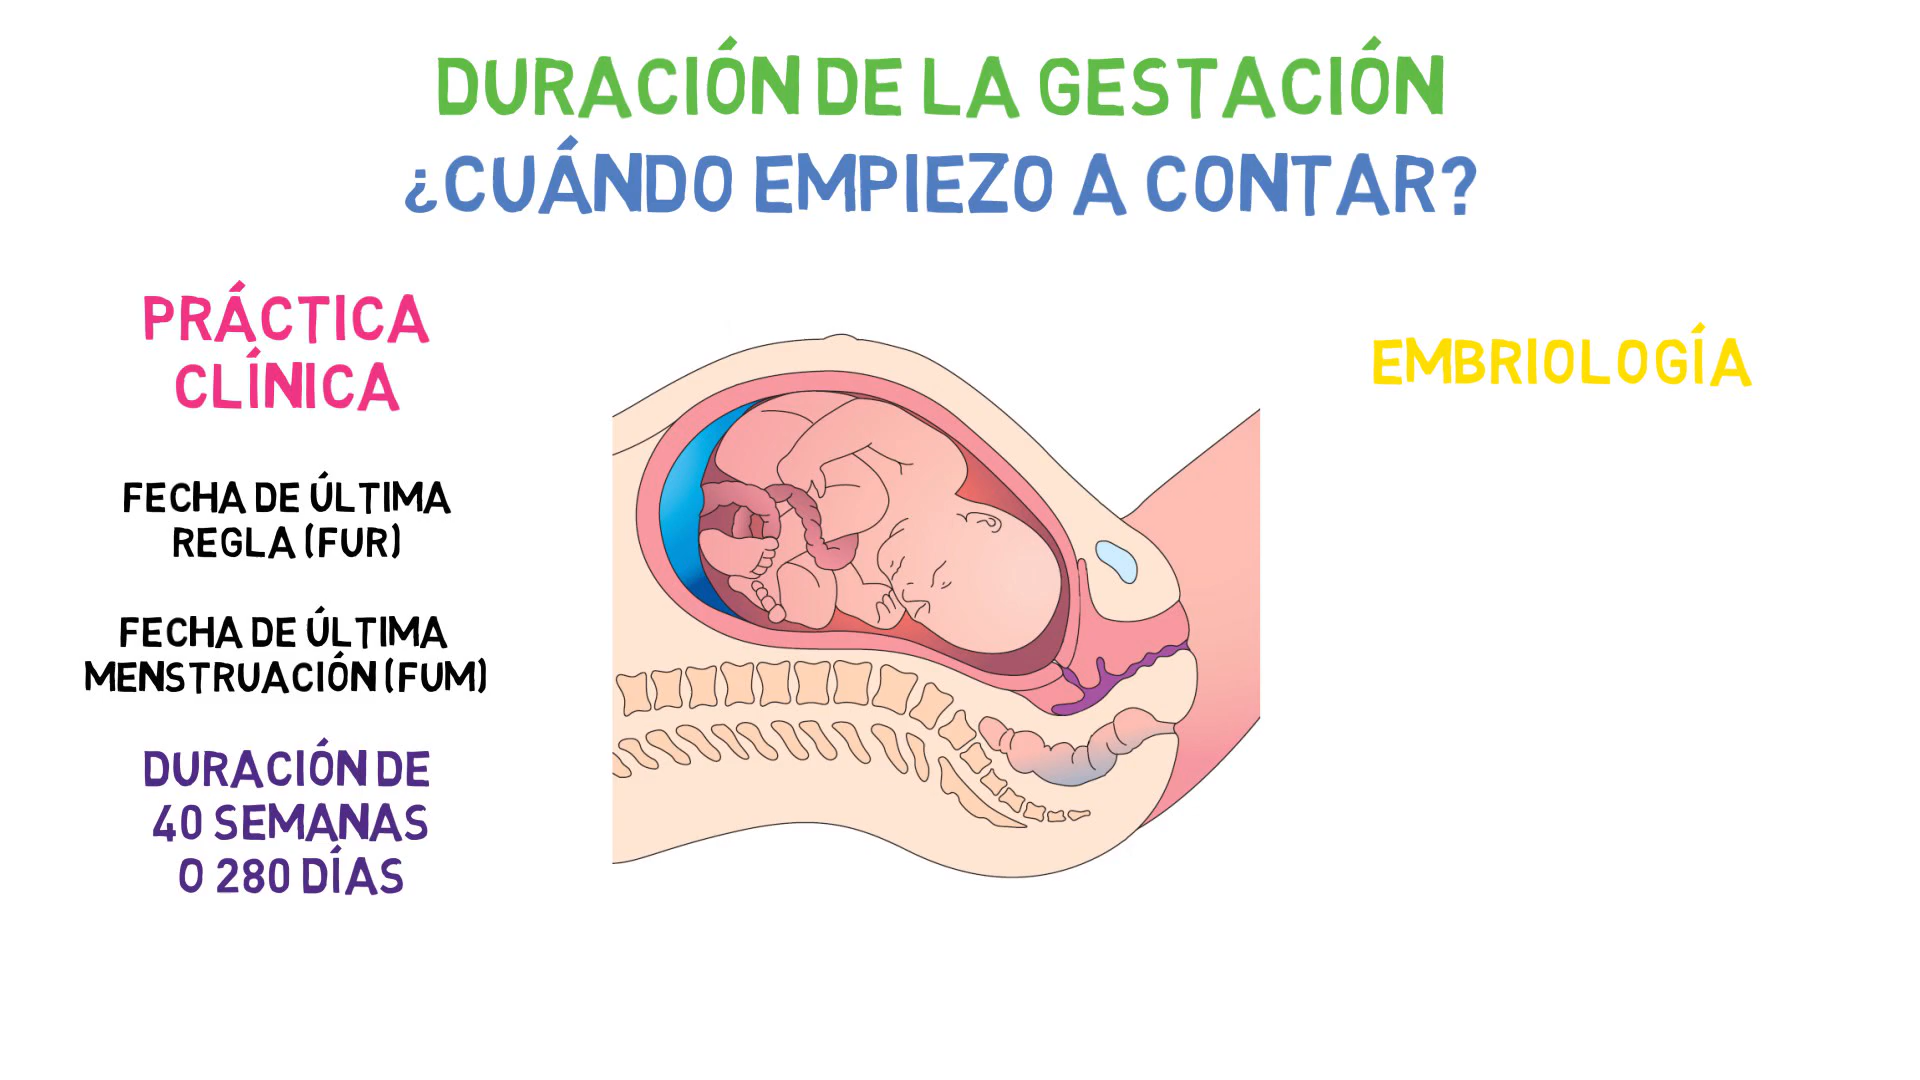 DURACIÓN DE LA GESTACIÓN
¿CUÁNDO EMPIEZO A CONTAR?
PRÁCTICA
CLÍNICA
FECHA DE ÚLTIMA
REGLA (FUR)
FECHA DE ÚLTIMA
MENSTRUACIÓN (FUM)
DURACIÓN DE
40 SEMANAS
O 280 DÍAS
EMBRIOLOGÍA